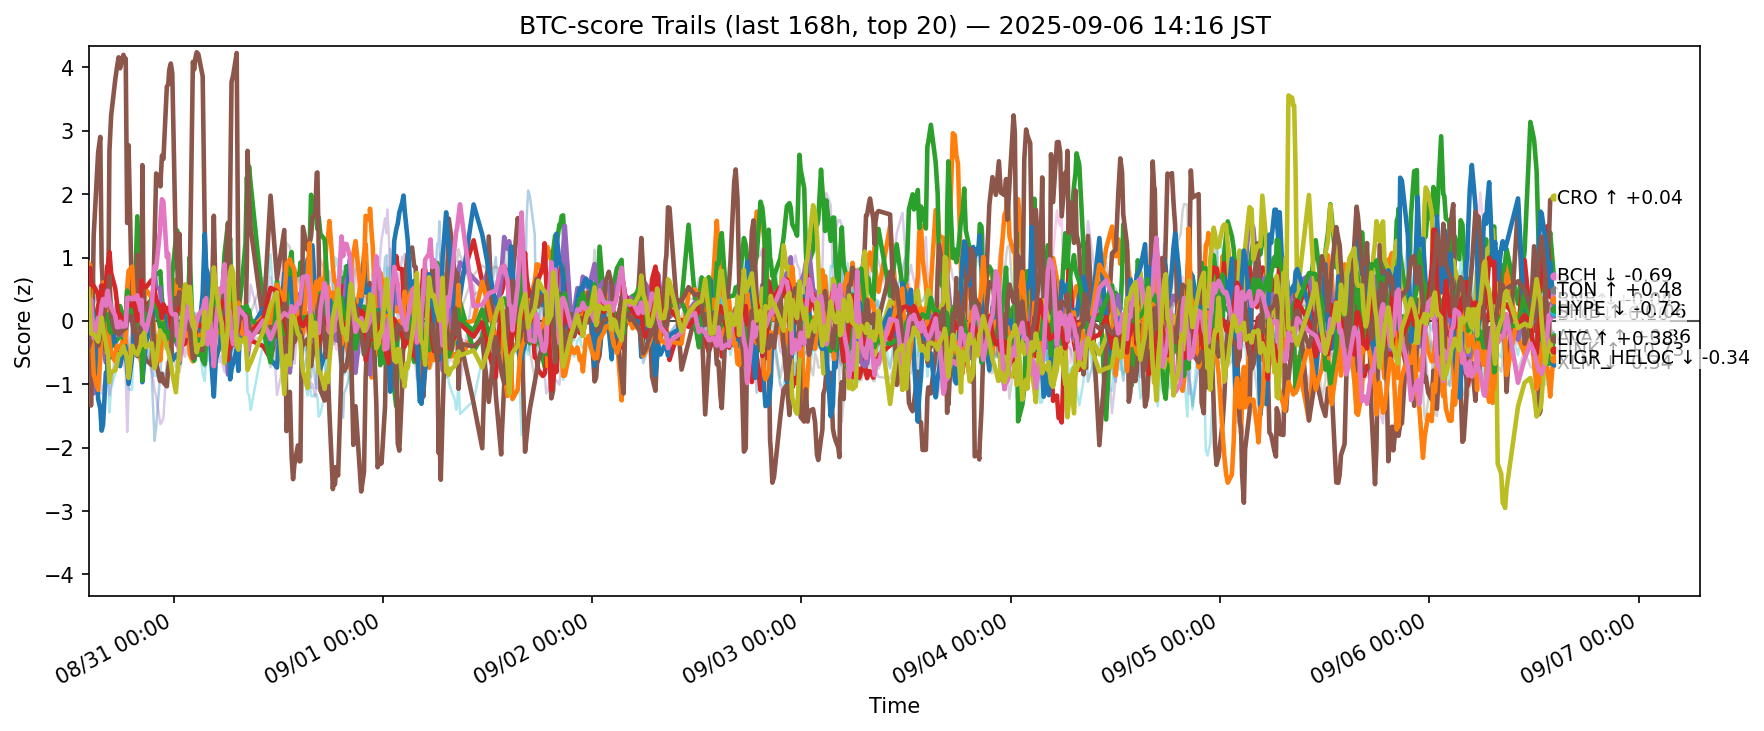 BTC-score Trails (last 168h, top 20) — 2025-09-06 14:16 JST
Score (z)
4
3
2
1
0
−1
−2
−3
−4
CRO ↑ +0.04
BCH ↓ -0.69
TON ↑ +0.48
HYPE ↓ -0.72
LTC ↑ +0.38
FIGR_HELOC ↓ -0.34
08/31 00:00
09/01 00:00
09/02 00:00
09/03 00:00
09/04 00:00
09/05 00:00
09/06 00:00
09/07 00:00
Time